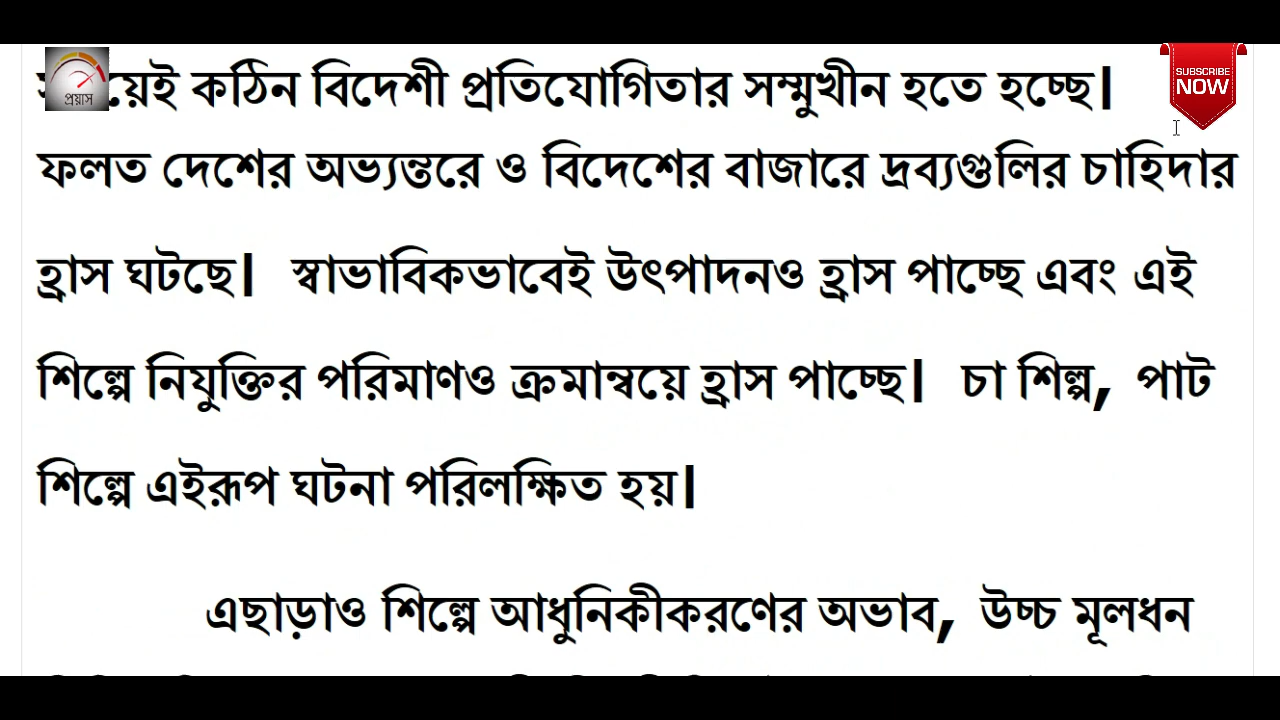 কঠিন বিদেশী প্রতিযোগিতার সম্মুখীন হতে হচ্ছে।
ফলত দেশের অভ্যন্তরে ও বিদেশের বাজারে দ্রব্যগুলির চাহিদার
হ্রাস ঘটছে। স্বাভাবিকভাবেই উৎপাদনও হ্রাস পাচ্ছে এবং এই
শিল্পে নিযুক্তির পরিমাণও ক্রমান্বয়ে হ্রাস পাচ্ছে। চা শিল্প, পাট
শিল্পে এইরূপ ঘটনা পরিলক্ষিত হয়।
এছাড়াও শিল্পে আধুনিকীকরণের অভাব, উচ্চ মূলধন
প্রয়াস
SUBSCRIBE
NOW